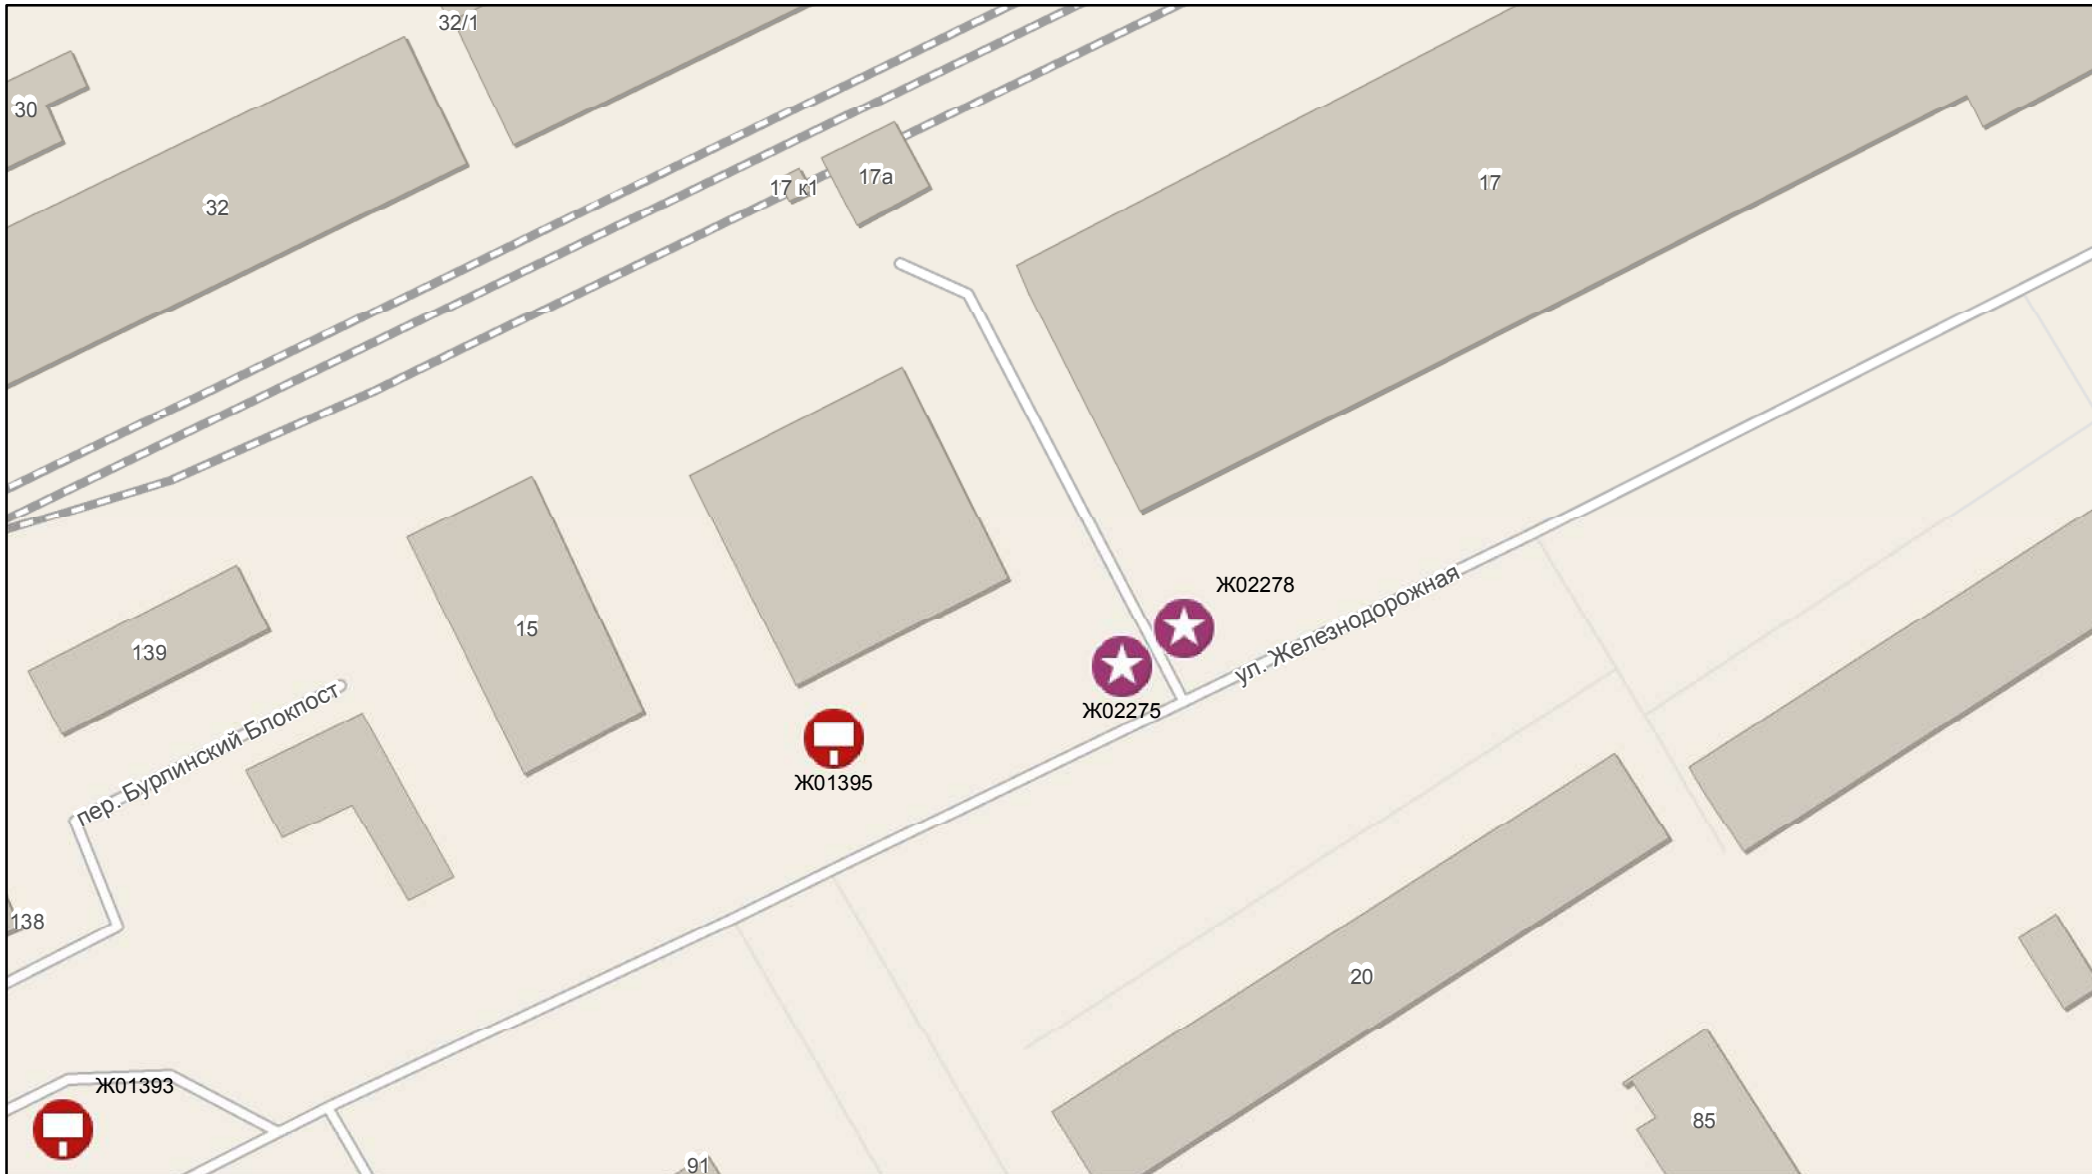 32/1
30
32
17 к1
17а
17
Ж02278
ул. Железнодорожная
15
139
Ж02275
пер. Бурлинский Блокпост
Ж01395
138
20
Ж01393
85
91